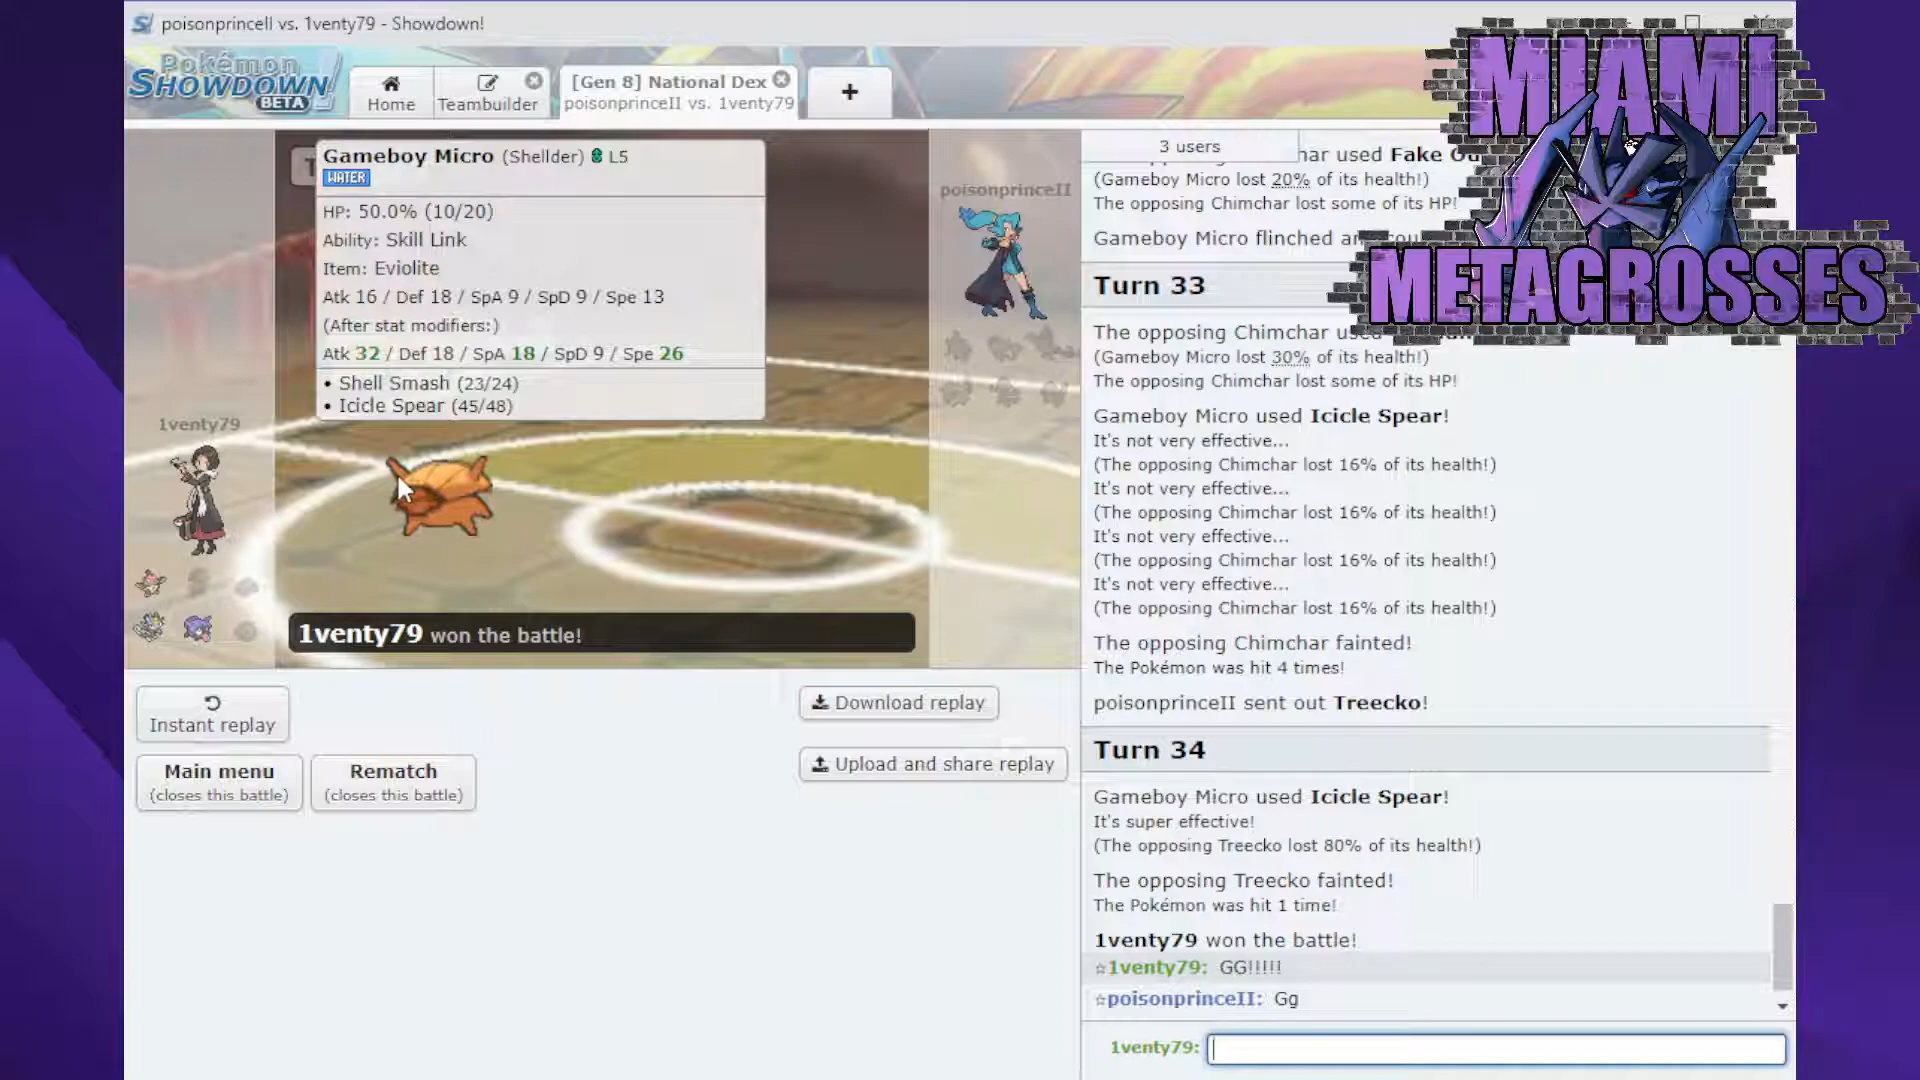 poisonprinceII vs. 1venty79 - Showdown!
Pokémon
SHOWDOWN
BETA
Home
Teambuilder
[Gen 8] National Dex
poisonprinceII vs. 1venty79
+
MIAMI
METAGROSSES
Gameboy Micro (Shellder) L5
WATER
HP: 50.0% (10/20)
Ability: Skill Link
Item: Eviolite
Atk 16 / Def 18 / SpA 9 / SpD 9 / Spe 13
(After stat modifiers:)
Atk 32 / Def 18 / SpA 18 / SpD 9 / Spe 26
• Shell Smash (23/24)
• Icicle Spear (45/48)
poisonprinceII
1venty79
1venty79 won the battle!
Instant replay
Download replay
Upload and share replay
Main menu
(closes this battle)
Rematch
(closes this battle)
3 users
used Fake
(Gameboy Micro lost 20% of its health!)
The opposing Chimchar lost some of its HP!
Gameboy Micro flinched
Turn 33
The opposing Chimchar
(Gameboy Micro lost 30% of its health!)
The opposing Chimchar lost some of its HP!
Gameboy Micro used Icicle Spear!
It's not very effective...
(The opposing Chimchar lost 16% of its health!)
It's not very effective...
(The opposing Chimchar lost 16% of its health!)
It's not very effective...
(The opposing Chimchar lost 16% of its health!)
It's not very effective...
(The opposing Chimchar lost 16% of its health!)
The opposing Chimchar fainted!
The Pokémon was hit 4 times!
poisonprinceII sent out Treecko!
Turn 34
Gameboy Micro used Icicle Spear!
It's super effective!
(The opposing Treecko lost 80% of its health!)
The opposing Treecko fainted!
The Pokémon was hit 1 time!
1venty79 won the battle!
☆1venty79: GG!!!!!
☆poisonprinceII: Gg
1venty79: